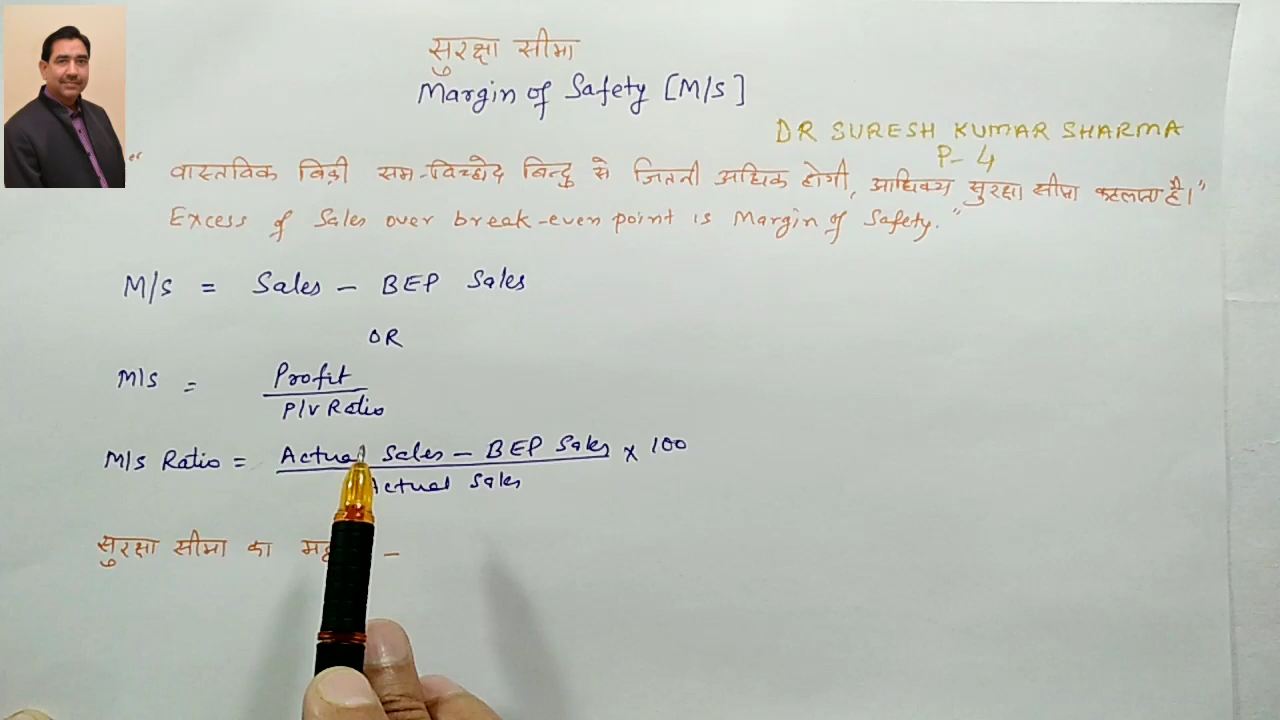 सुरक्षा सीमा
Margin of Safety [M/S]
DR SURESH KUMAR SHARMA
P-4
"वास्तविक बिक्री सम-विच्छेद बिन्दु से जितनी अधिक होगी, आधिक्य सुरक्षा सीमा कहलाता है।"
Excess of Sales over break-even point is Margin of Safety."
M/S = Sales - BEP Sales
OR
M/S = Profit
P/V Ratio
M/S Ratio = Actual Sales - BEP Sales × 100
Actual Sales
सुरक्षा सीमा का -